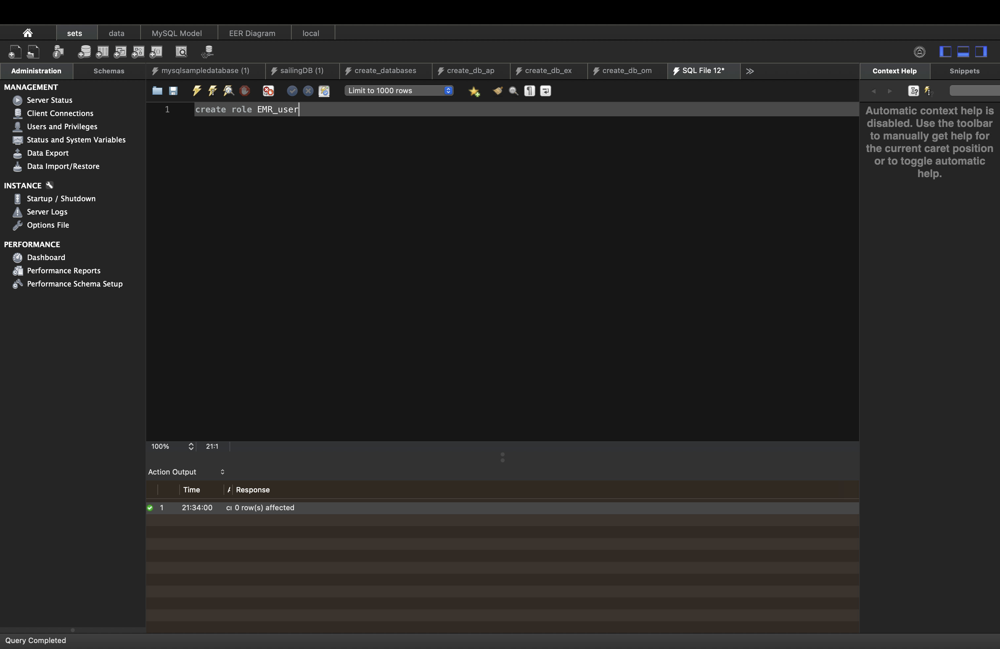 sets data MySQL Model EER Diagram local
Administration Schemas mysqlsampledatabase (1) sailingDB (1) create_databases create_db_ap create_db_ex create_db_om SQL File 12* Context Help Snippets
MANAGEMENT
Server Status
Client Connections
Users and Privileges
Status and System Variables
Data Export
Data Import/Restore
INSTANCE
Startup / Shutdown
Server Logs
Options File
PERFORMANCE
Dashboard
Performance Reports
Performance Schema Setup
Limit to 1000 rows
1 create role EMR_user
Automatic context help is
disabled. Use the toolbar
to manually get help for
the current caret position
or to toggle automatic
help.
100% 21:1
Action Output
Time Response
1 21:34:00 0 row(s) affected
Query Completed